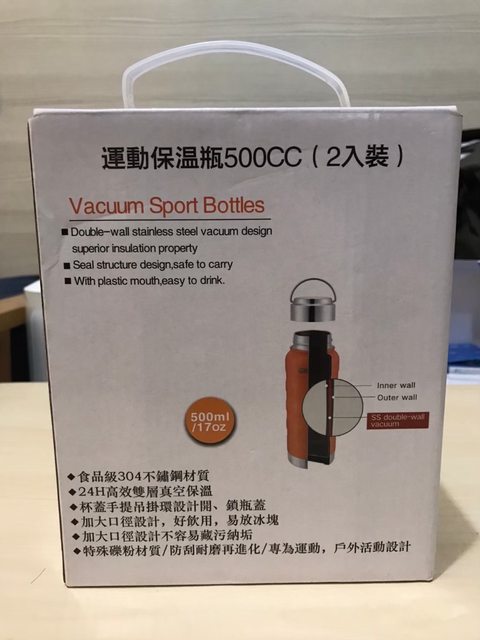 運動保温瓶500CC（2入裝）
Vacuum Sport Bottles
■ Double-wall stainless steel vacuum design
superior insulation property
■ Seal structure design,safe to carry
■ With plastic mouth,easy to drink.
Inner wall
Outer wall
SS double-wall
vacuum
500ml
/17oz
◆食品級304不鏽鋼材質
◆24H高效雙層真空保溫
◆杯蓋手提吊掛環設計開、鎖瓶蓋
◆加大口徑設計，好飲用，易放冰塊
◆加大口徑設計不容易藏污納垢
◆特殊礫粉材質/防刮耐磨再進化/專為運動，戶外活動設計